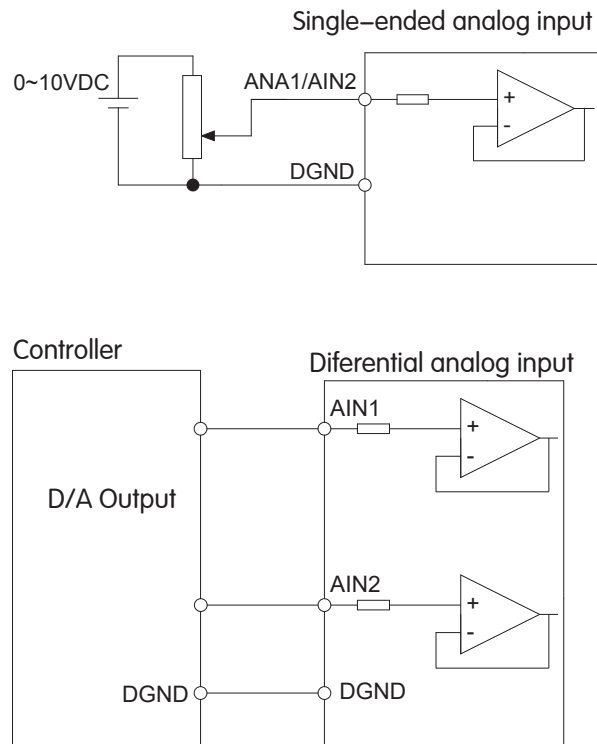 Single-ended analog input
0~10VDC
ANA1/AIN2
+
-
DGND
Controller
Diferential analog input
AIN1
+
-
D/A Output
AIN2
+
-
DGND
DGND